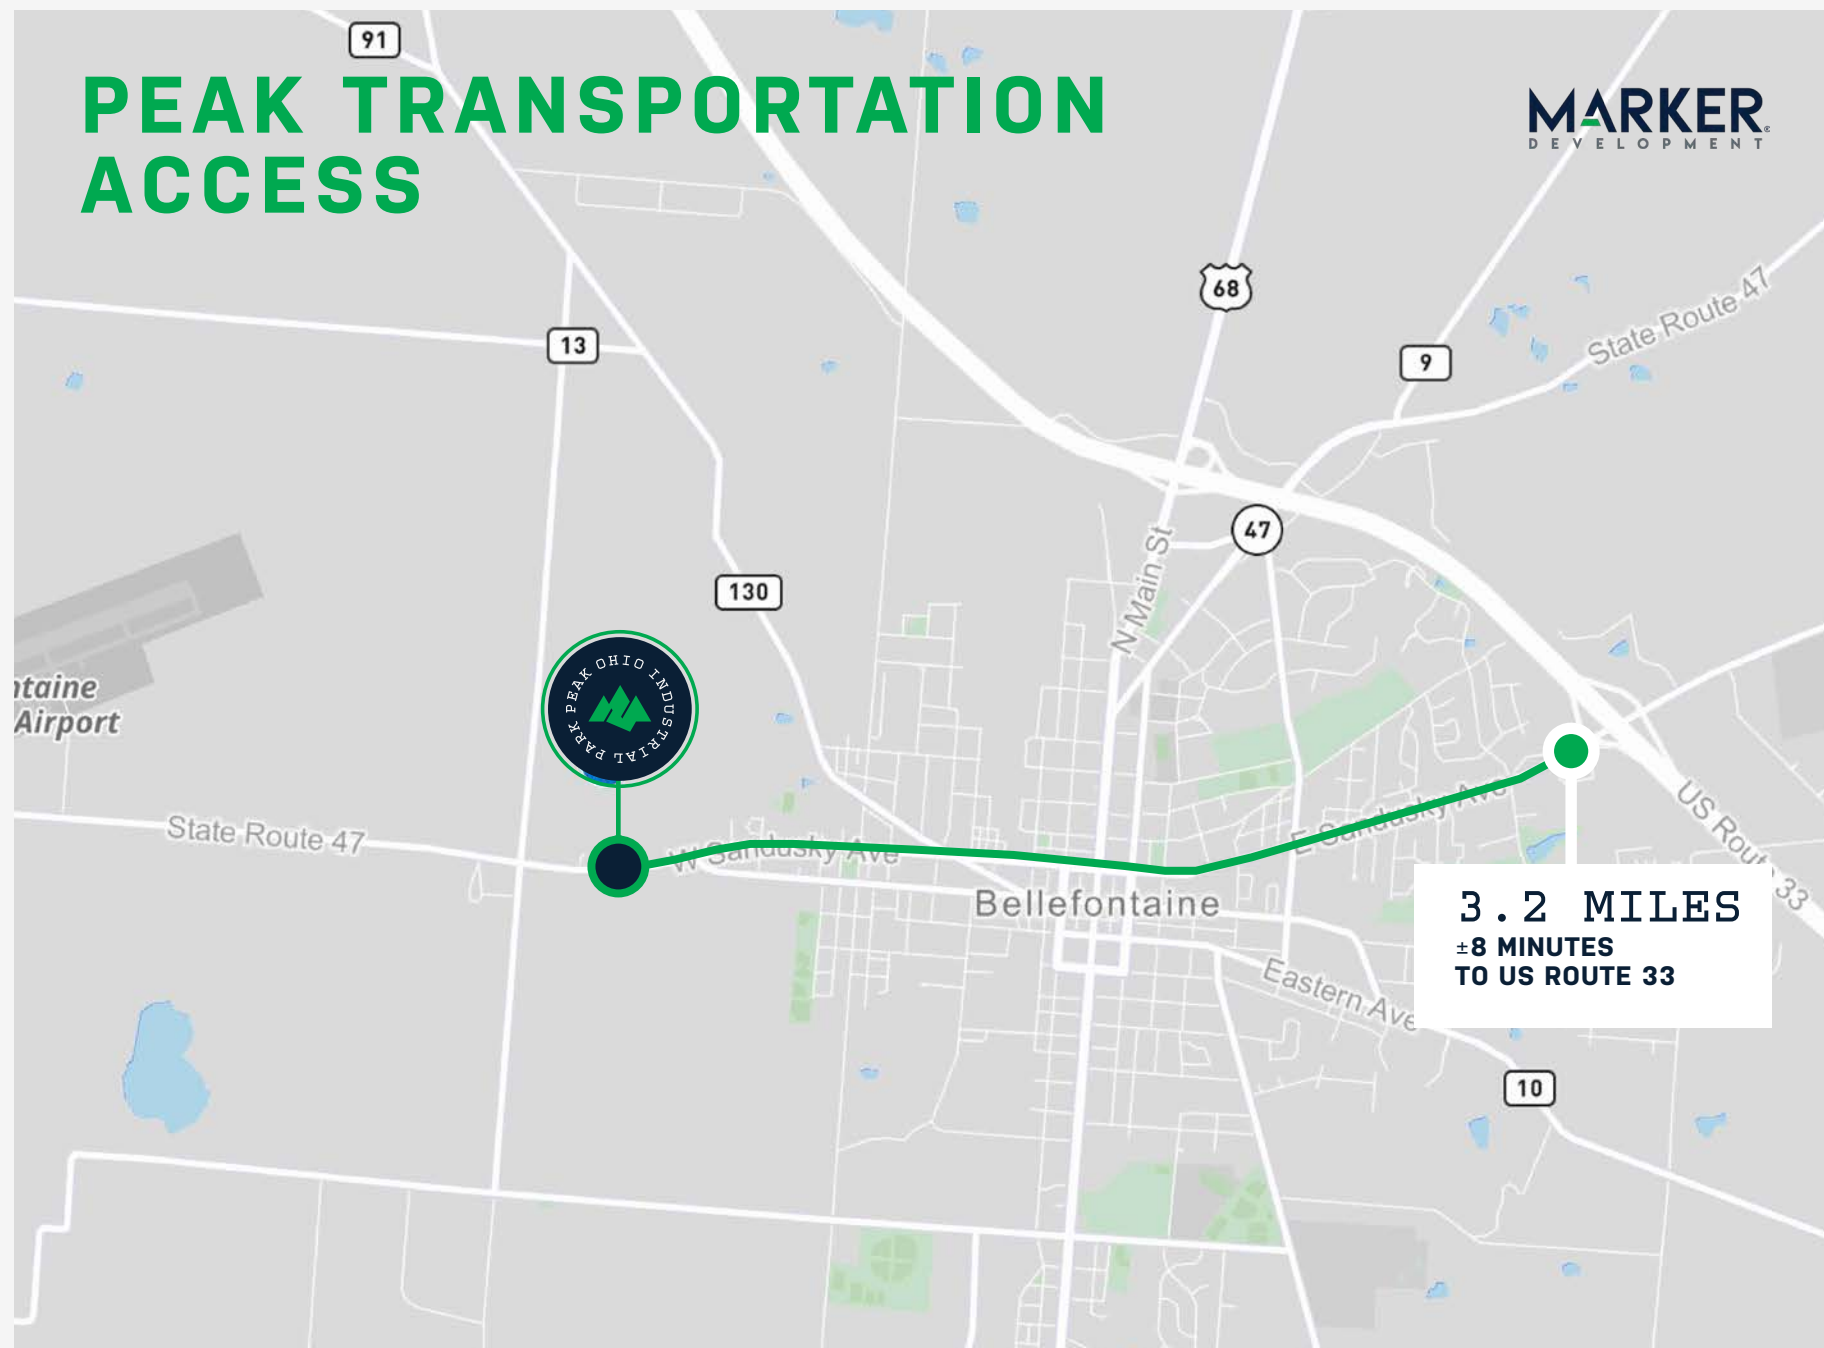 91
PEAK TRANSPORTATION
ACCESS
MARKER
DEVELOPMENT
68
State Route 47
13
9
47
N Main St
130
PEAK OHIO INDUSTRIAL PARK
ntaine
Airport
State Route 47
W Sandusky Ave
E Sandusky Ave
US Route 33
Bellefontaine
3.2 MILES
±8 MINUTES
TO US ROUTE 33
Eastern Ave
10